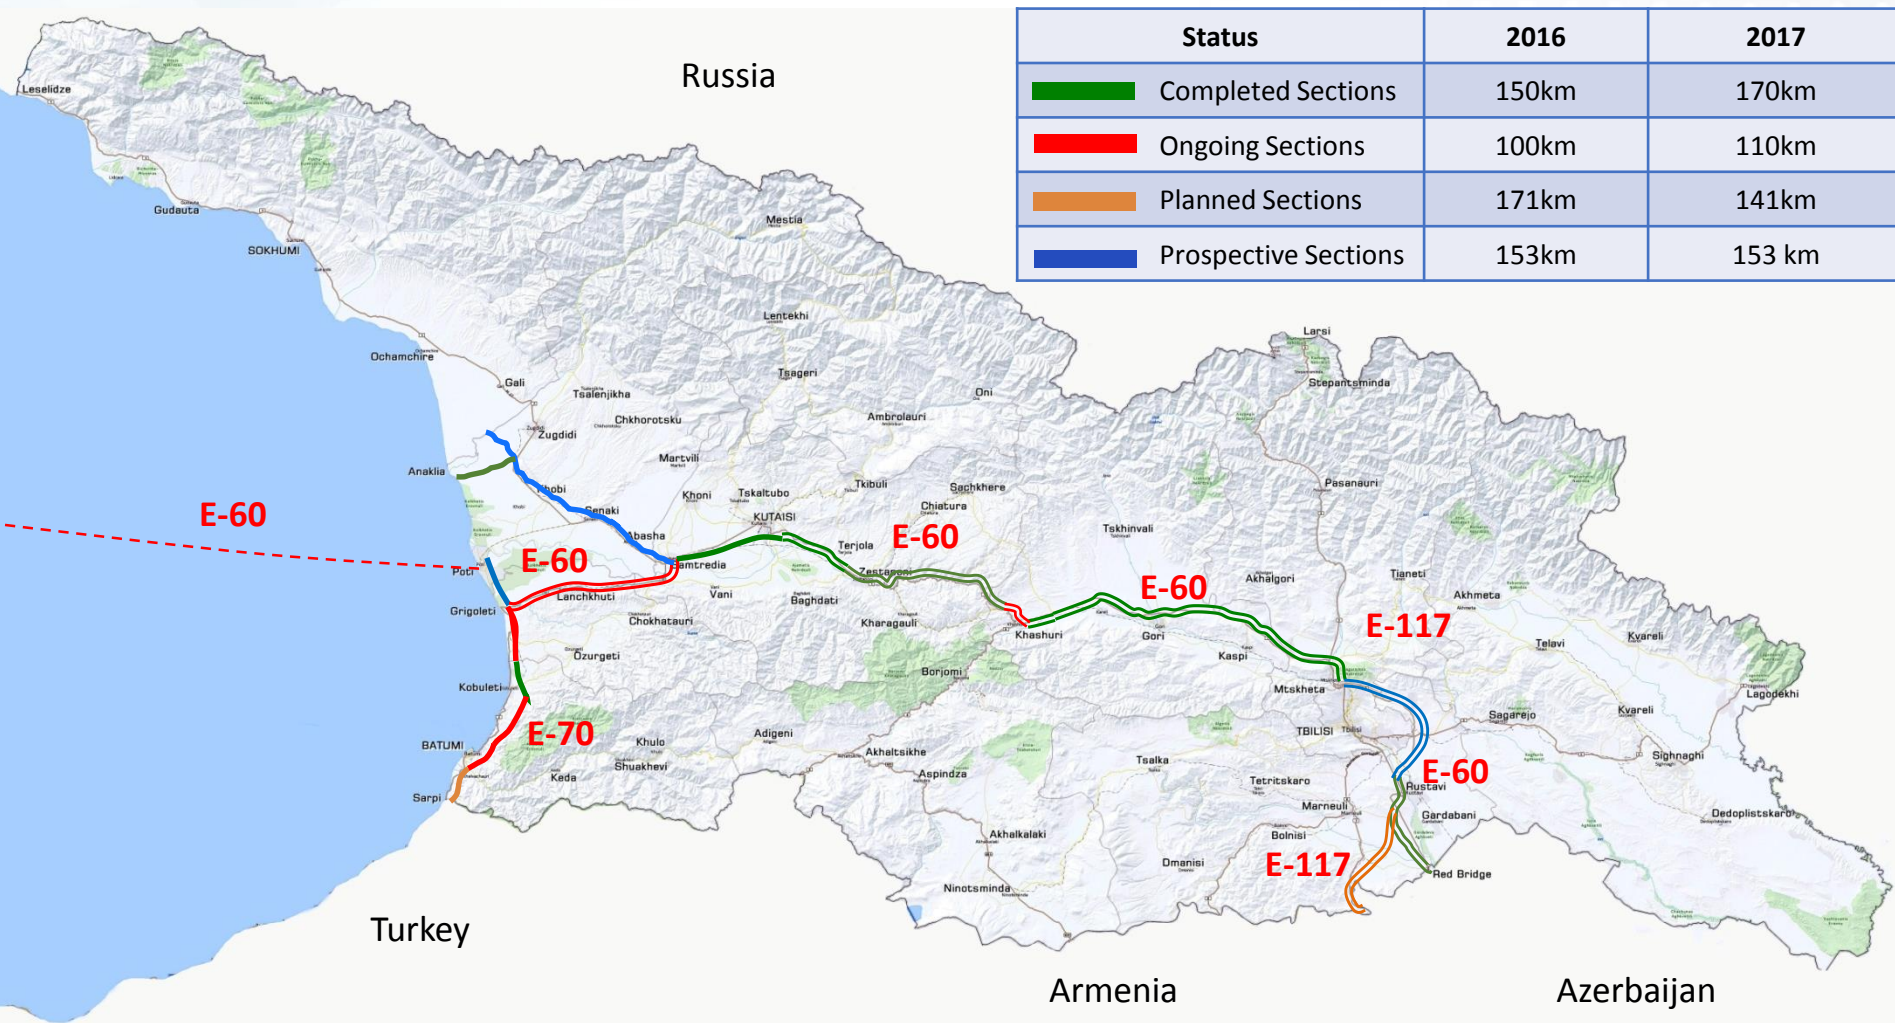 Status 2016 2017
Completed Sections 150km 170km
Ongoing Sections 100km 110km
Planned Sections 171km 141km
Prospective Sections 153km 153 km
Russia
Leselidze
Gudauta
SOKHUMI
Mestia
Lentekhi
Larsi
Ochamchire
Tsageri
Stepantsminda
Gali
Tsalenjikha
Oni
Chkhorotsku
Ambrolauri
Zugdidi
Martvili
Anaklia
Khobi
Khoni
Tskaltubo
Tkibuli
Sachkhere
Pasanauri
Chiatura
E-60
Senaki
KUTAISI
Tskhinvali
Abasha
Terjola
E-60
E-60
Samtredia
Poti
Zestaponi
E-60
Akhalgori
Tianeti
Lanchkhuti
Vani
Baghdati
Akhmeta
Grigoleti
Chokhatauri
Kharagauli
Khashuri
Gori
E-117
Telavi
Kvareli
Ozurgeti
Kaspi
Borjomi
Kobuleti
Mtskheta
Lagodekhi
Kvareli
Sagarejo
E-70
Adigeni
TBILISI
Tbilisi
BATUMI
Khulo
Shuakhevi
Akhaltsikhe
Tsalka
Sighnaghi
Keda
Aspindza
E-60
Tetritskaro
Rustavi
Sarpi
Marneuli
Gardabani
Dedoplistskaro
Akhalkalaki
Bolnisi
Dmanisi
E-117
Red Bridge
Ninotsminda
Turkey
Armenia
Azerbaijan